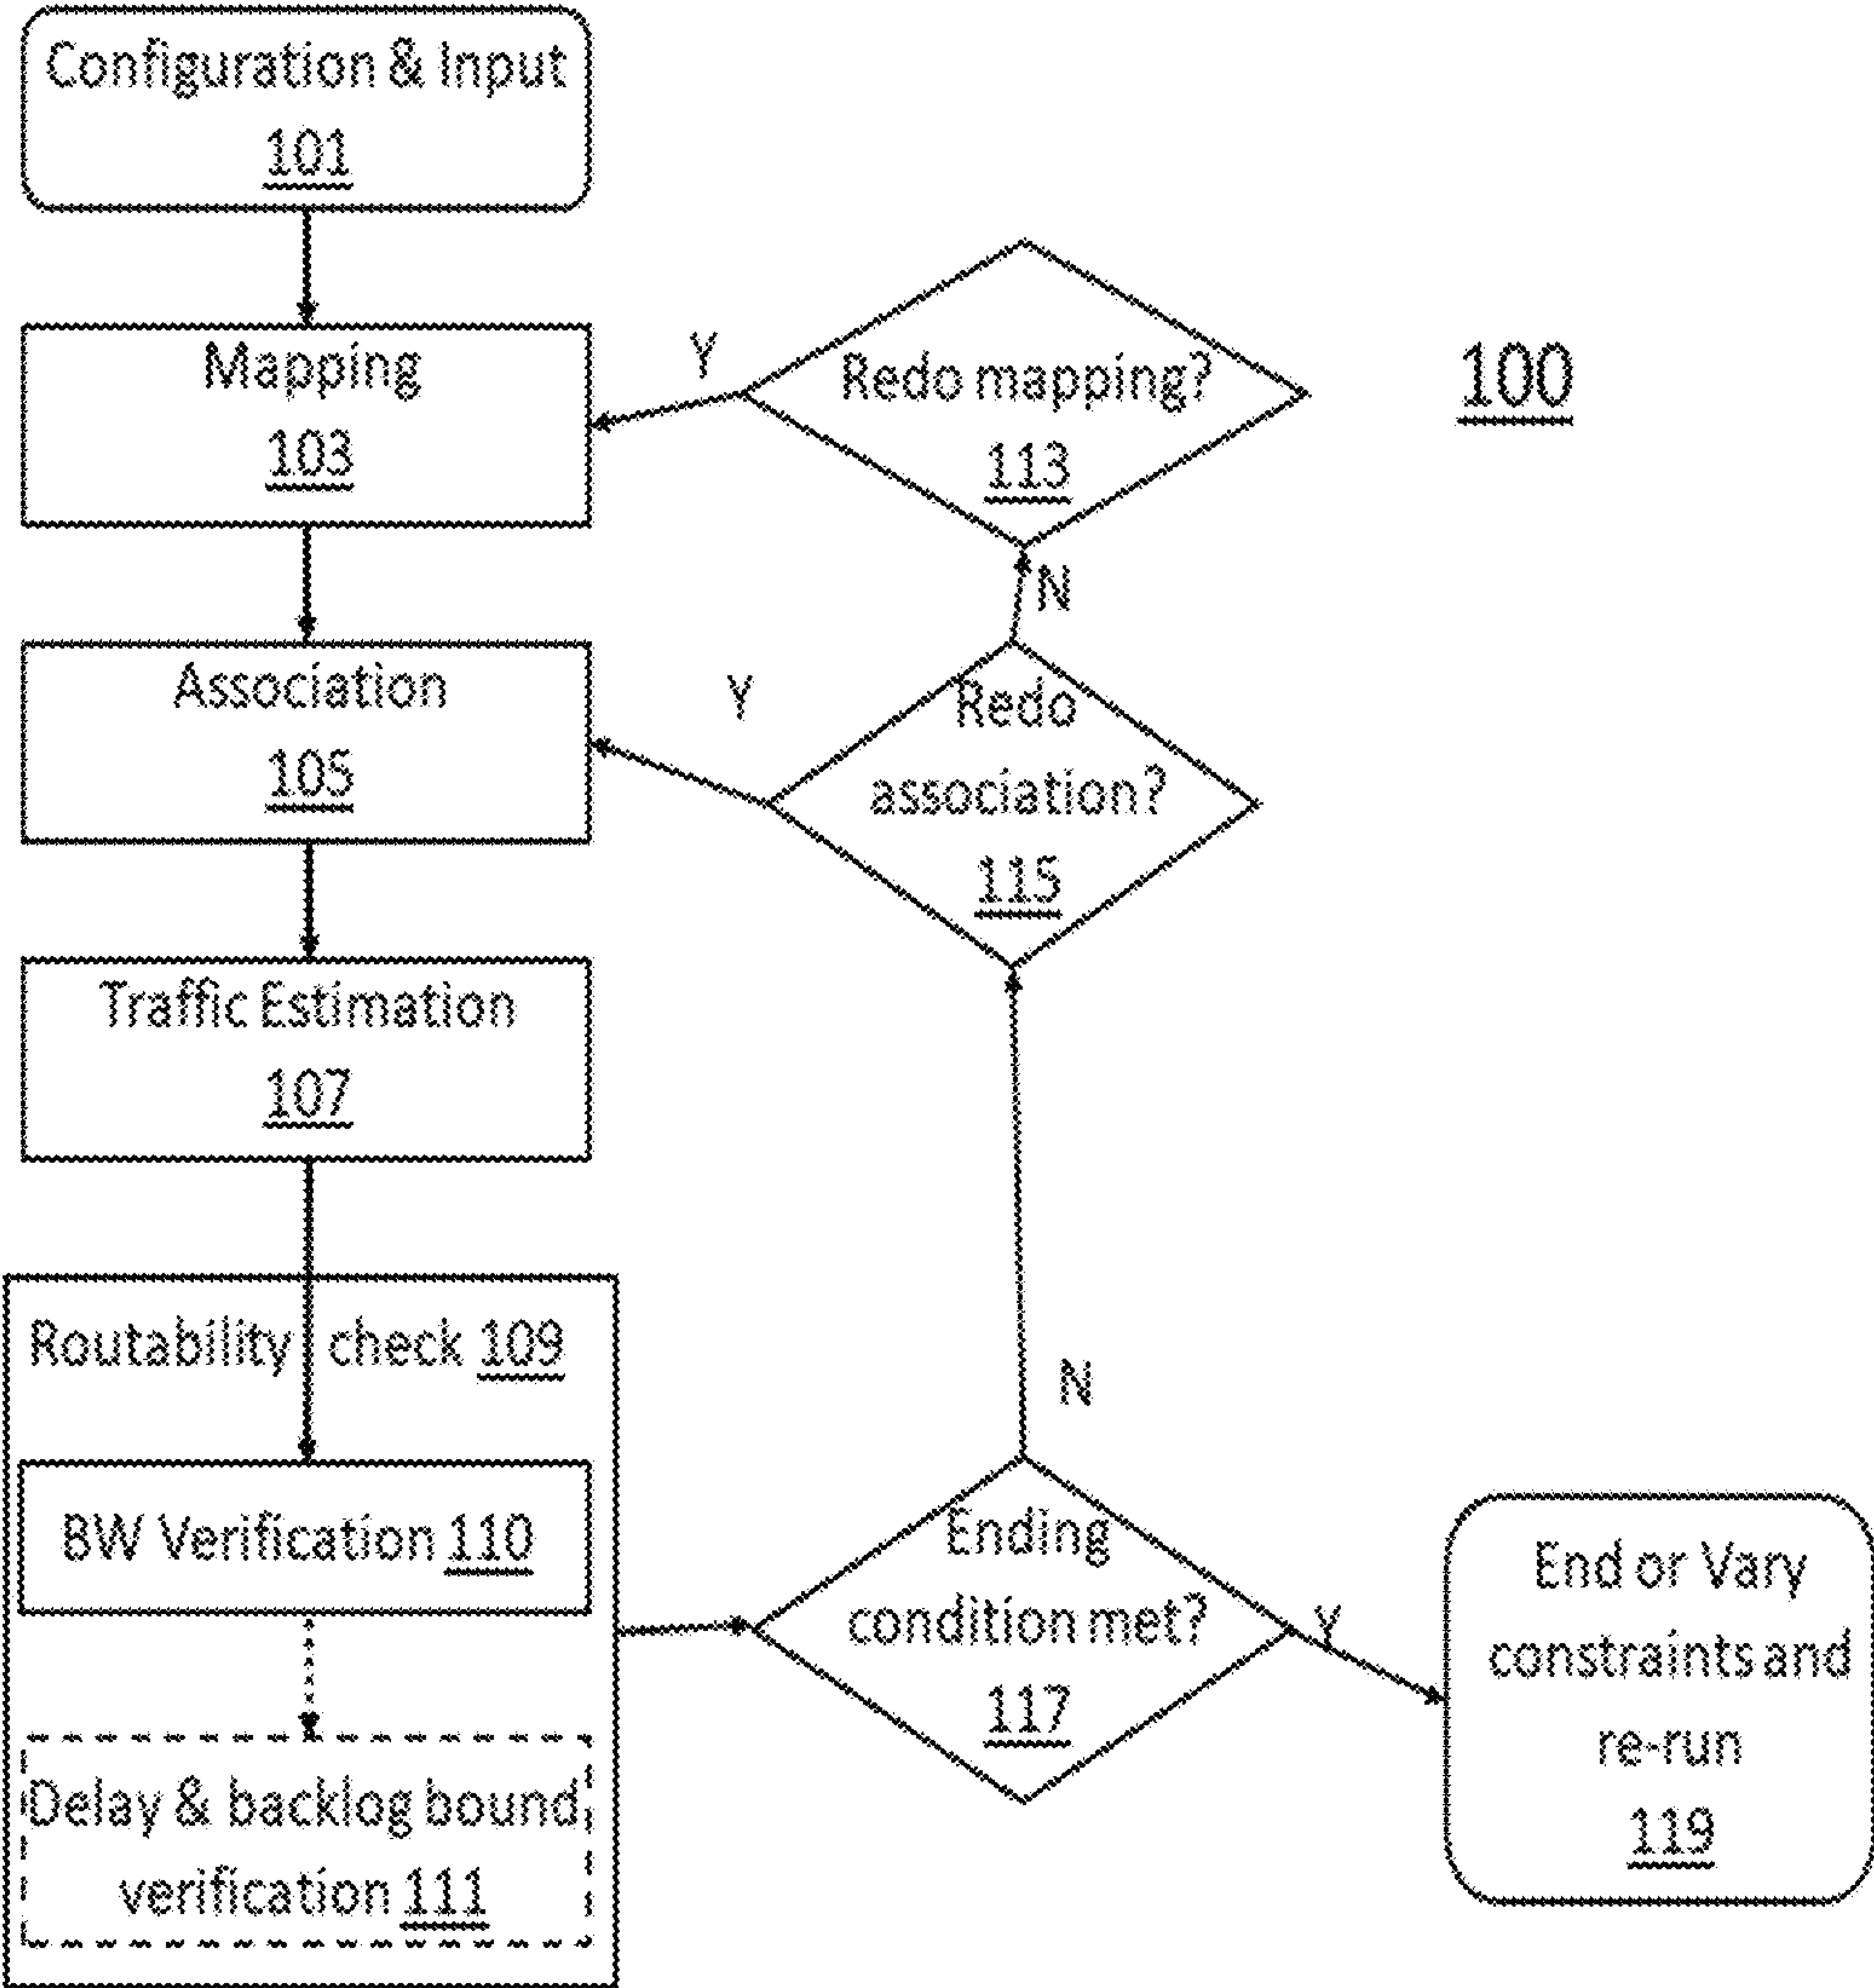 Configuration & Input
101
Mapping
103
Y
Redo mapping?
113
100
N
Association
105
Y
Redo
association?
115
Traffic Estimation
107
Routability check 109
N
BW Verification 110
Delay & backlog bound
verification 111
Ending
condition met?
117
Y
End or Vary
constraints and
re-run
119